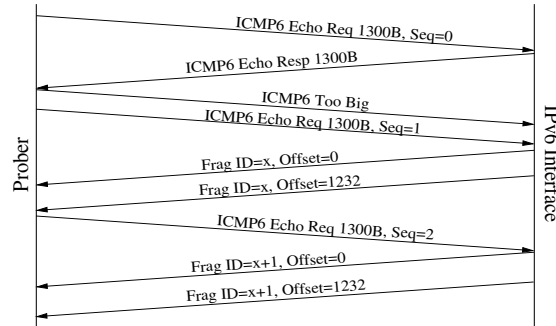 ICMP6 Echo Req 1300B, Seq=0
ICMP6 Echo Resp 1300B
ICMP6 Too Big
ICMP6 Echo Req 1300B, Seq=1
Frag ID=x, Offset=0
Frag ID=x, Offset=1232
ICMP6 Echo Req 1300B, Seq=2
Frag ID=x+1, Offset=0
Frag ID=x+1, Offset=1232
Prober
IPv6 Interface